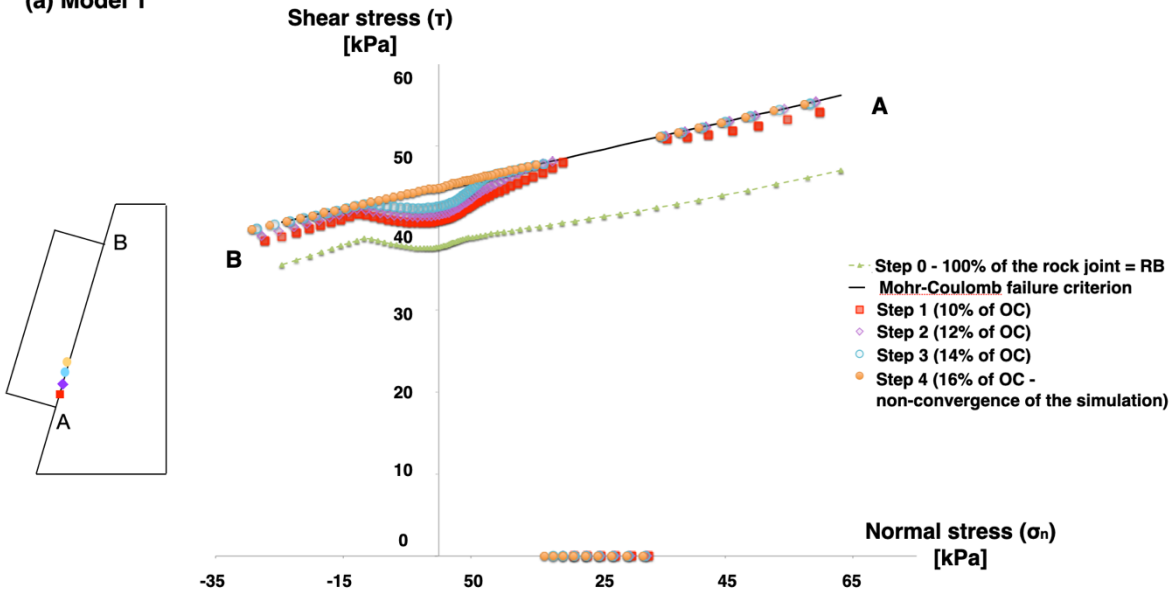 (a) Model 1
Shear stress (τ)
[kPa]
60
50
40
30
20
10
0
A
B
B
A
Step 0 - 100% of the rock joint = RB
Mohr-Coulomb failure criterion
Step 1 (10% of OC)
Step 2 (12% of OC)
Step 3 (14% of OC)
Step 4 (16% of OC -
non-convergence of the simulation)
Normal stress (σn)
[kPa]
-35 -15 50 25 45 65